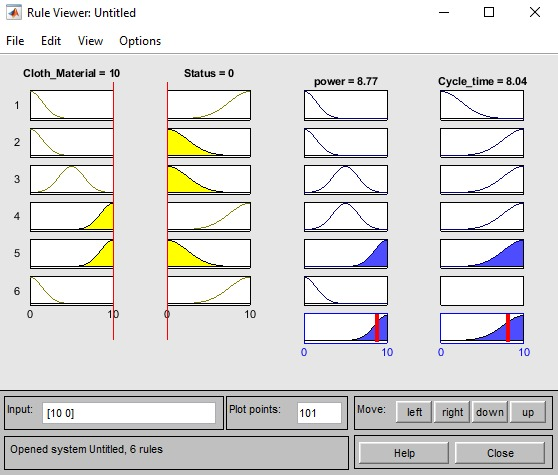 Rule Viewer: Untitled
File Edit View Options
Cloth_Material = 10 Status = 0 power = 8.77 Cycle_time = 8.04
1
2
3
4
5
6
0 10 0 10
0 10 0 10
Input: [10 0] Plot points: 101 Move: left right down up
Opened system Untitled, 6 rules Help Close